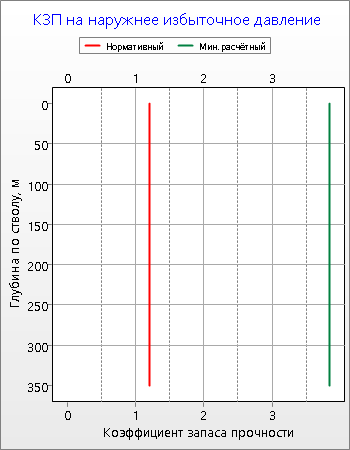 КЗП на наружнее избыточное давление
Нормативный Мин. расчётный
0 1 2 3
0
50
100
150
200
250
300
350
Глубина по стволу, м
0 1 2 3
Коэффициент запаса прочности